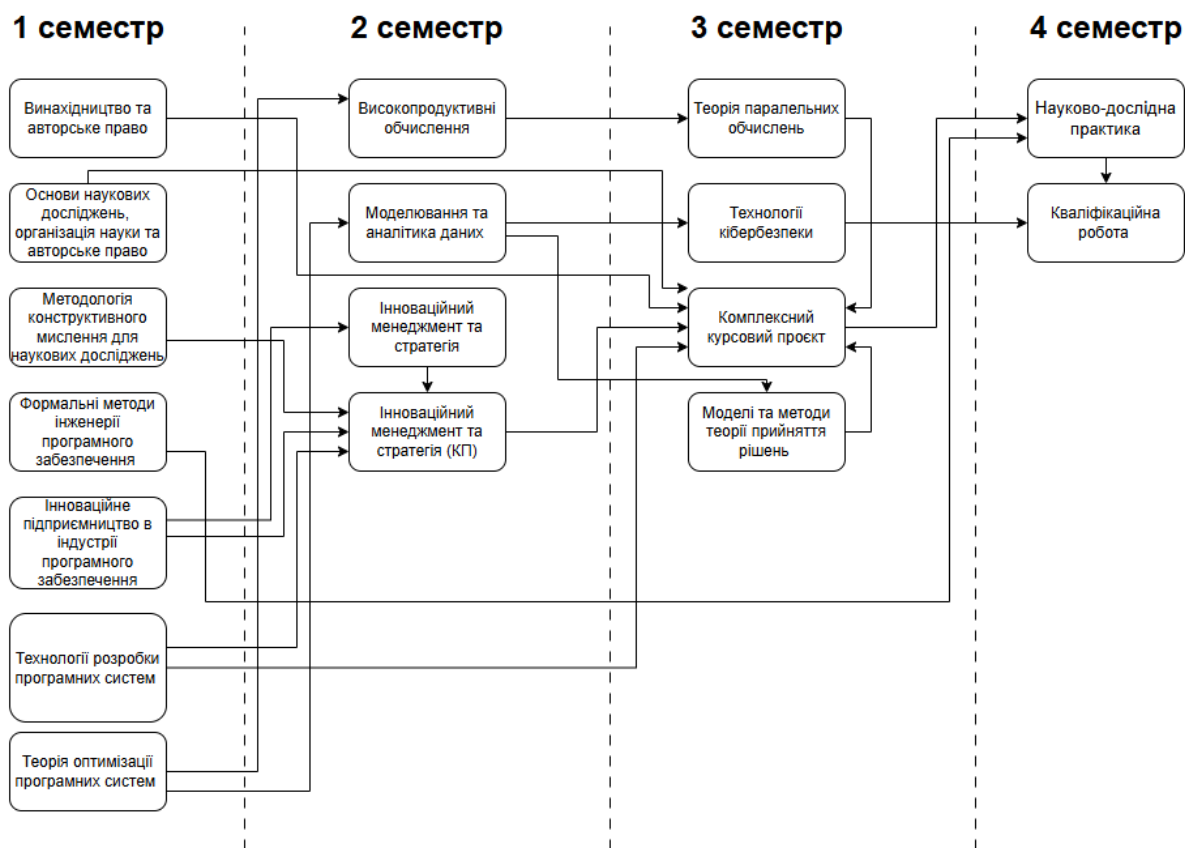 1 семестр
2 семестр
3 семестр
4 семестр
Винахідництво та
авторське право
Основи наукових
досліджень,
організація науки та
авторське право
Методологія
конструктивного
мислення для
наукових досліджень
Формальні методи
інженерії
програмного
забезпечення
Інноваційне
підприємництво в
індустрії
програмного
забезпечення
Технології розробки
програмних систем
Теорія оптимізації
програмних систем
Високопродуктивні
обчислення
Моделювання та
аналітика даних
Інноваційний
менеджмент та
стратегія
Інноваційний
менеджмент та
стратегія (КП)
Теорія паралельних
обчислень
Технології
кібербезпеки
Комплексний
курсовий проєкт
Моделі та методи
теорії прийняття
рішень
Науково-дослідна
практика
Кваліфікаційна
робота